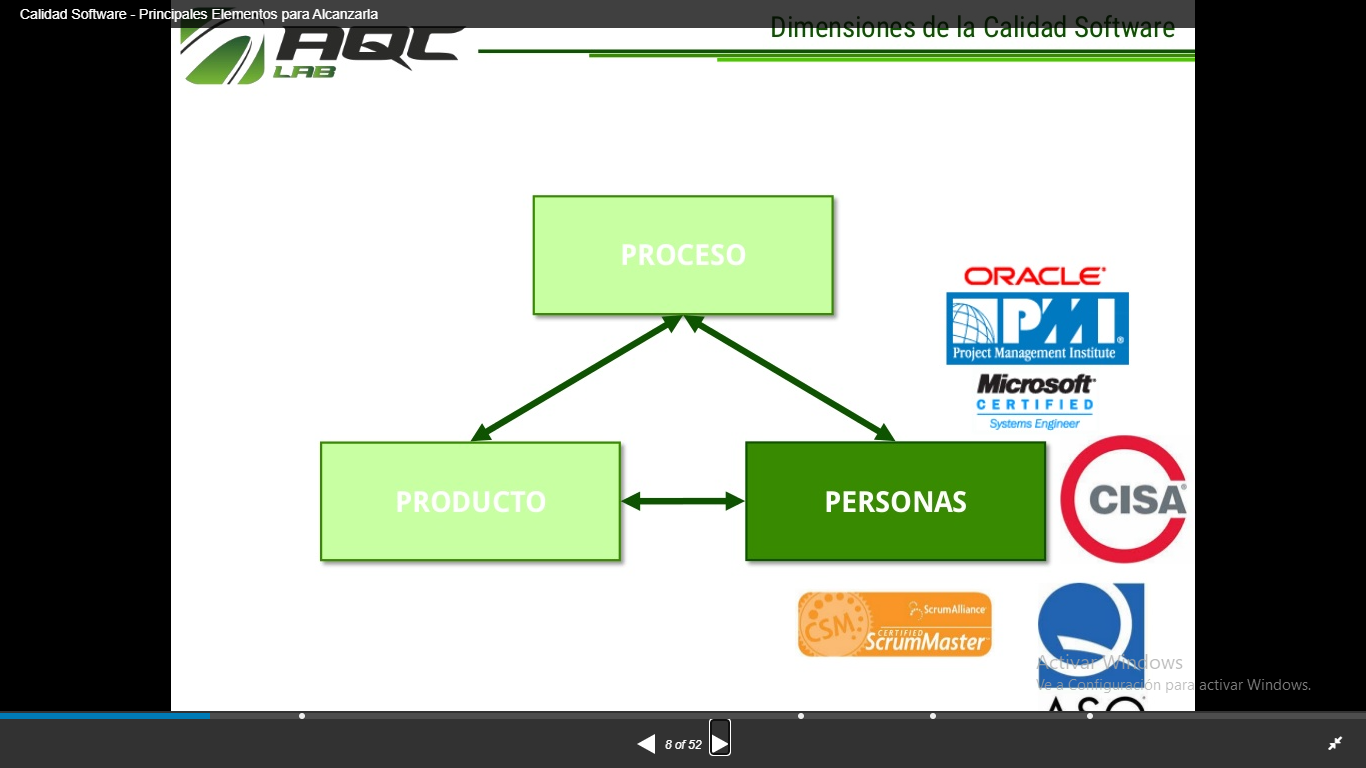 Calidad Software - Principales Elementos para Alcanzarla
Dimensiones de la Calidad Software
AQC
LAB
PROCESO
ORACLE®
PMI®
Project Management Institute
Microsoft
CERTIFIED
Systems Engineer
PRODUCTO
PERSONAS
CISA®
CSM
ScrumAlliance
CERTIFIED
ScrumMaster
Activar Windows
Ve a Configuración para activar Windows.
ASQ
8 of 52